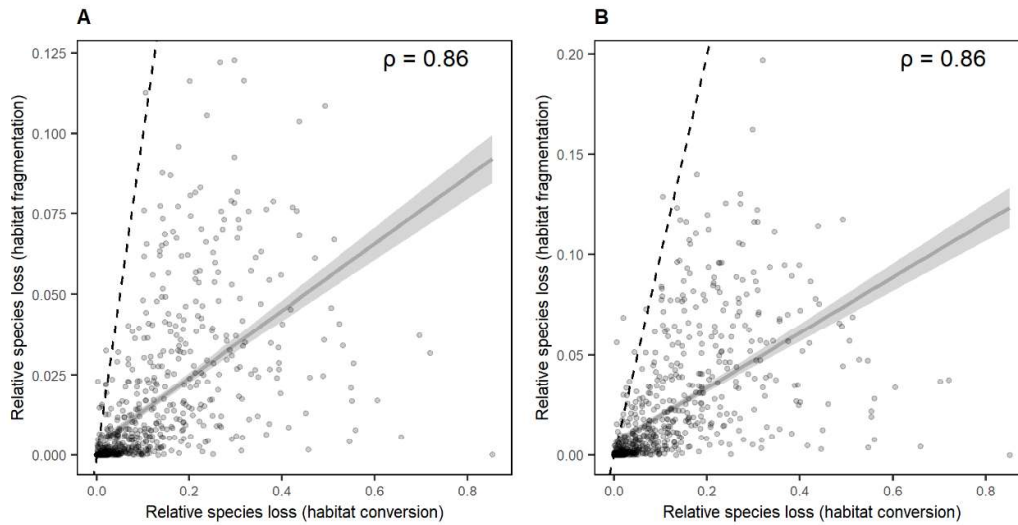 A
ρ = 0.86
Relative species loss (habitat fragmentation)
0.125
0.100
0.075
0.050
0.025
0.000
0.0 0.2 0.4 0.6 0.8
Relative species loss (habitat conversion)
B
ρ = 0.86
Relative species loss (habitat fragmentation)
0.20
0.15
0.10
0.05
0.00
0.0 0.2 0.4 0.6 0.8
Relative species loss (habitat conversion)